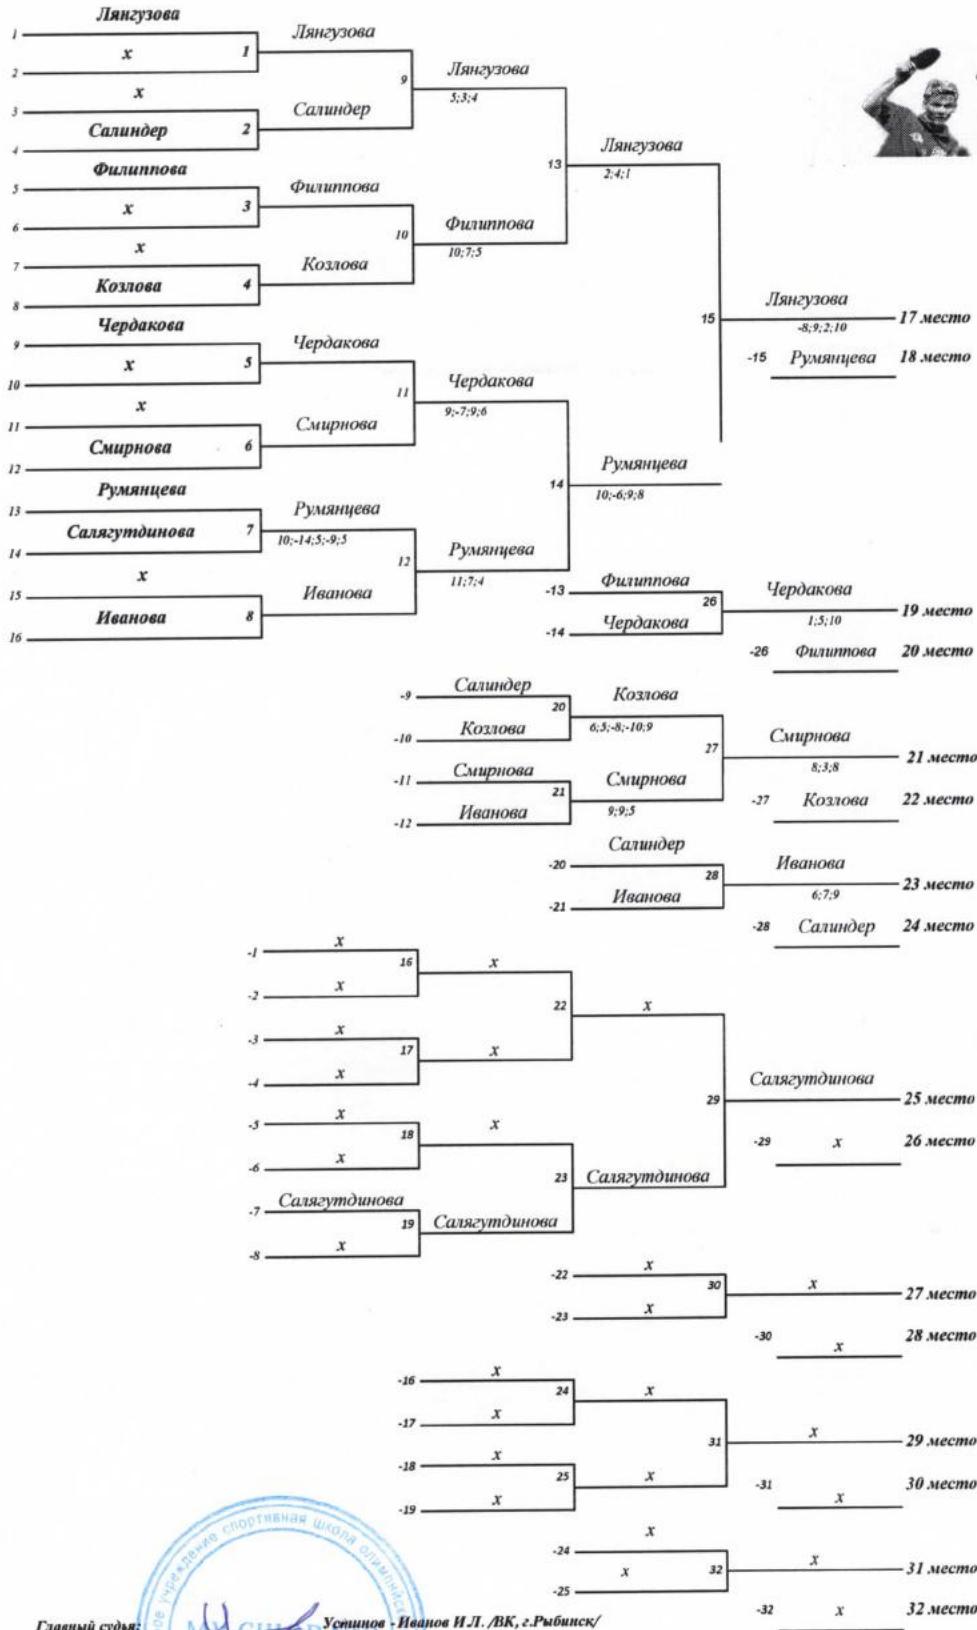 Лянгузова
1
х
1
Лянгузова
2
х
3
Салиндер
2
Салиндер
4
9
Лянгузова
5;3;4
Филиппова
5
х
3
Филиппова
6
х
7
Козлова
4
Козлова
8
10
Филиппова
10;7;5
13
Лянгузова
2;4;1
Чердакова
9
х
5
Чердакова
10
х
11
Смирнова
6
Смирнова
12
11
Чердакова
9;-7;9;6
Румянцева
13
Салягутдинова
7
Румянцева
10;-14;5;-9;5
14
х
15
Иванова
8
Иванова
16
12
Румянцева
11;7;4
14
Румянцева
10;-6;9;8
15
Лянгузова
-8;9;2;10
17 место
-15 Румянцева 18 место
-13 Филиппова
26
-14 Чердакова
Чердакова
1;5;10
19 место
-26 Филиппова 20 место
-9 Салиндер
20
-10 Козлова
Козлова
6;5;-8;-10;9
-11 Смирнова
21
-12 Иванова
Смирнова
9;9;5
27
Смирнова
8;3;8
21 место
-27 Козлова 22 место
-20 Салиндер
28
-21 Иванова
Иванова
6;7;9
23 место
-28 Салиндер 24 место
-1 х
16
х
-2 х
-3 х
17
х
-4 х
22
х
-5 х
18
х
-6 х
-7 Салягутдинова
19
Салягутдинова
-8 х
23
Салягутдинова
29
Салягутдинова
25 место
-29 х 26 место
-22 х
30
х
27 место
-23 х
-30 х 28 место
-16 х
24
х
-17 х
-18 х
25
х
-19 х
31
х
29 место
-31 х 30 место
-24 х
32
х
31 место
-25 х
-32 х 32 место
учреждение спортивная школа
Главный судья: Устинов - Иванов И.Л. /ВК, г.Рыбинск/